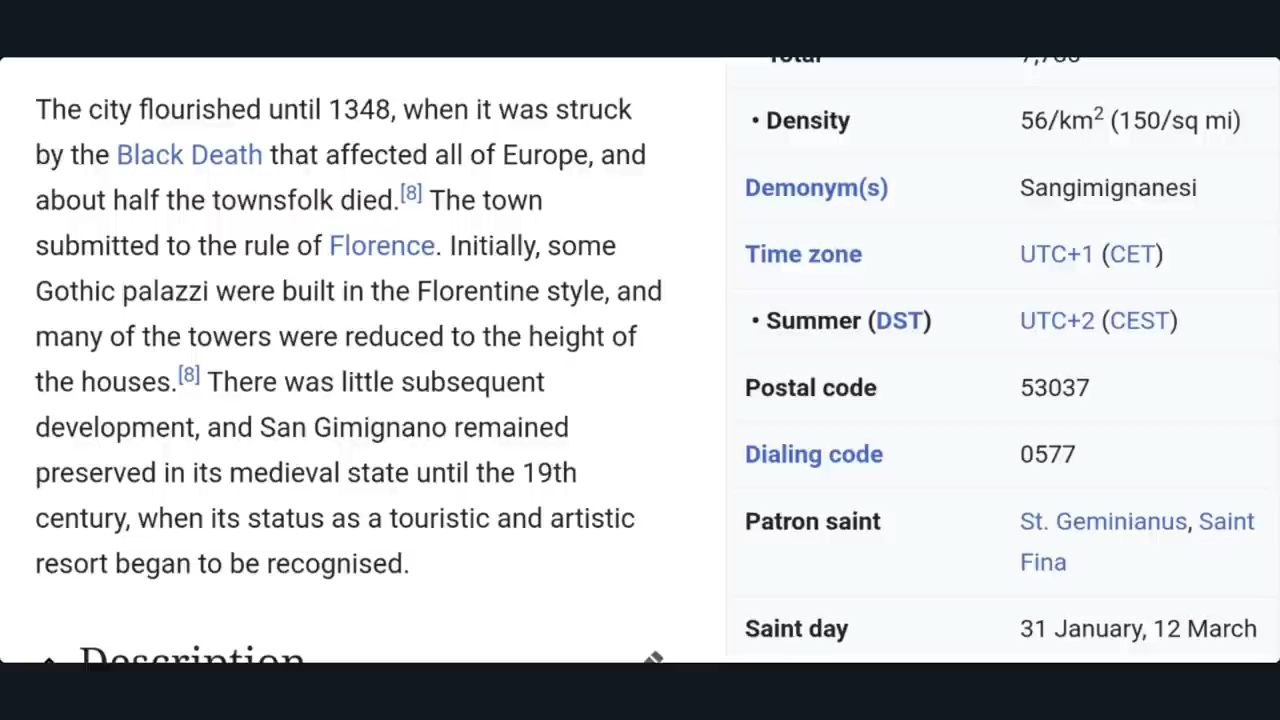 The city flourished until 1348, when it was struck
by the Black Death that affected all of Europe, and
about half the townsfolk died.[8] The town
submitted to the rule of Florence. Initially, some
Gothic palazzi were built in the Florentine style, and
many of the towers were reduced to the height of
the houses.[8] There was little subsequent
development, and San Gimignano remained
preserved in its medieval state until the 19th
century, when its status as a touristic and artistic
resort began to be recognised.
Description
Total
• Density 56/km² (150/sq mi)
Demonym(s) Sangimignanesi
Time zone UTC+1 (CET)
• Summer (DST) UTC+2 (CEST)
Postal code 53037
Dialing code 0577
Patron saint St. Geminianus, Saint
Fina
Saint day 31 January, 12 March